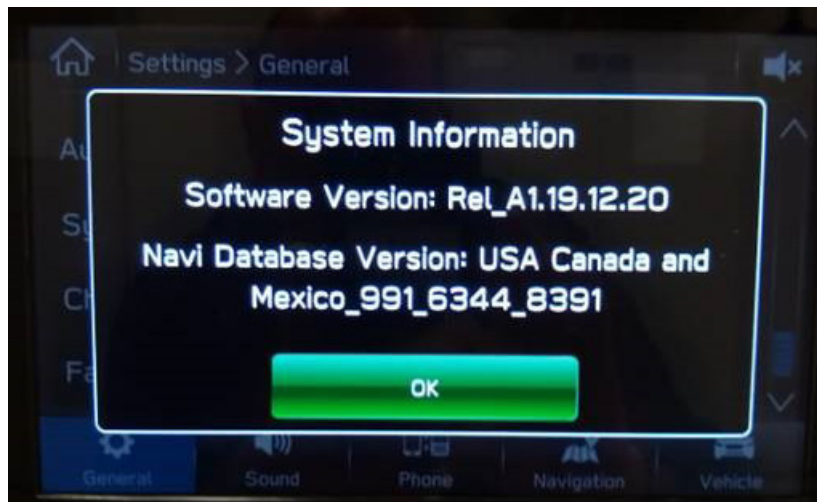 Settings > General
System Information
Software Version: Rel_A1.19.12.20
Navi Database Version: USA Canada and
Mexico_991_6344_8391
OK
General Sound Phone Navigation Vehicle